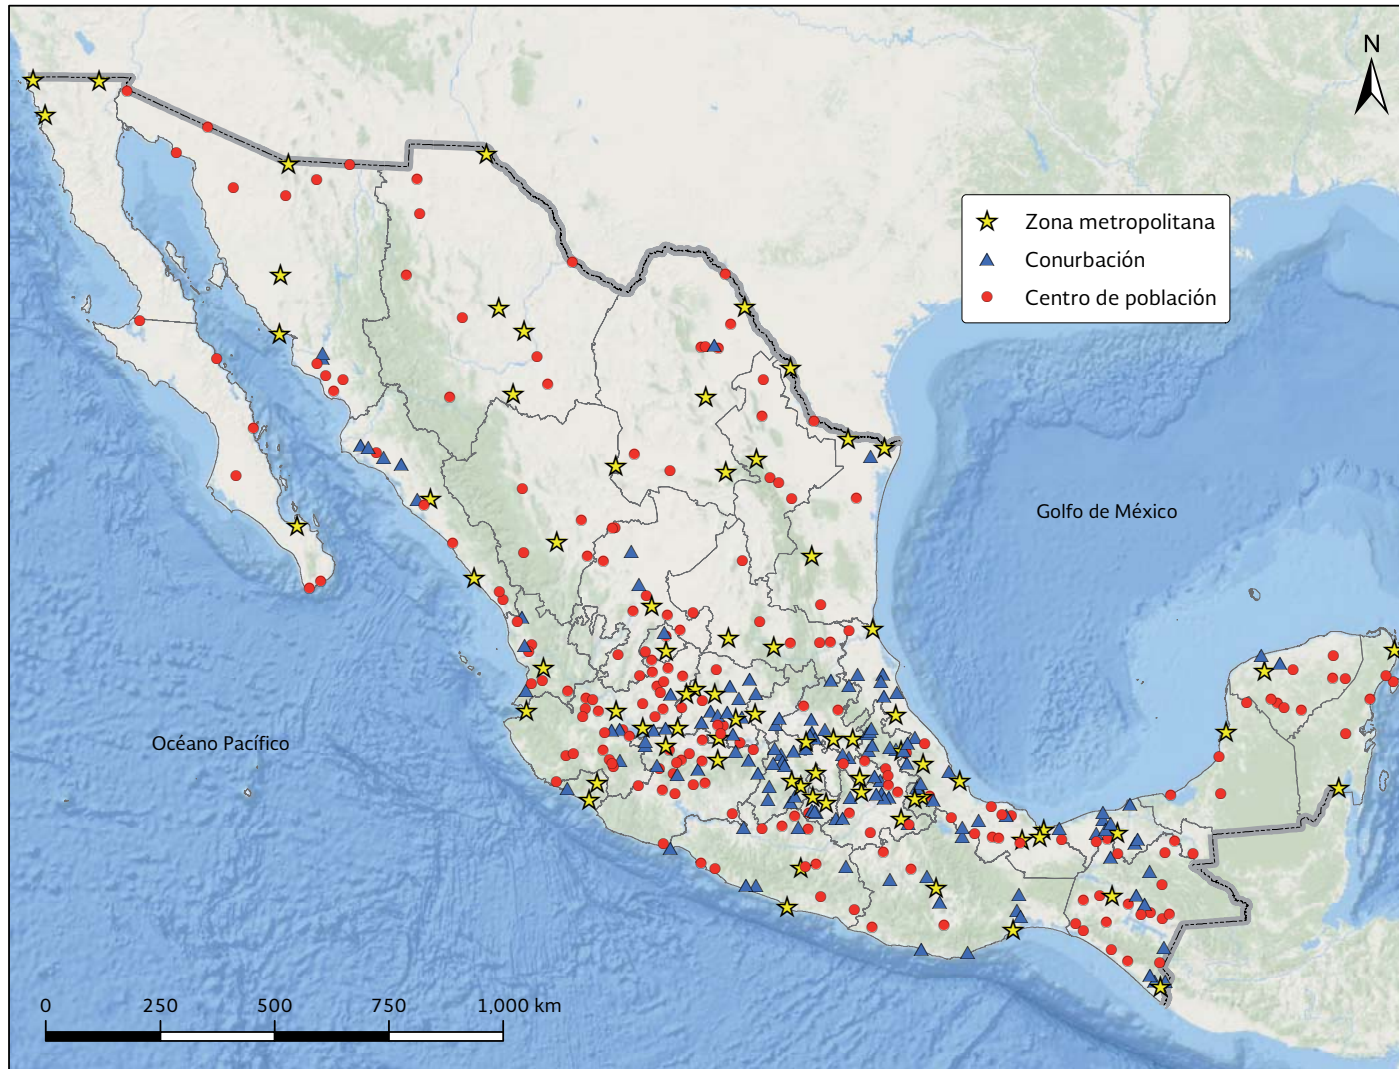 N
Zona metropolitana
Conurbación
Centro de población
Golfo de México
Océano Pacífico
0 250 500 750 1,000 km